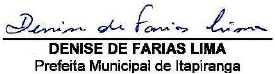 Denise de Farias Lima
DENISE DE FARIAS LIMA
Prefeita Municipal de Itapiranga